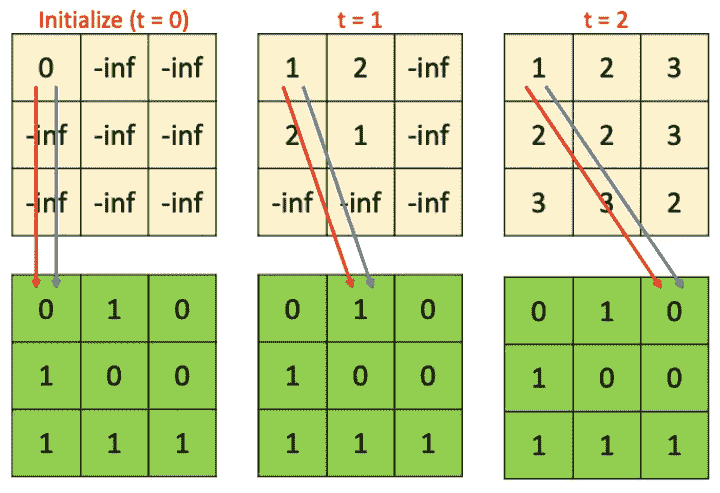 Initialize (t = 0) t = 1 t = 2
0 -inf -inf 1 2 -inf 1 2 3
-inf -inf -inf 2 1 -inf 2 2 3
-inf -inf -inf -inf -inf -inf 3 3 2
0 1 0 0 1 0 0 1 0
1 0 0 1 0 0 1 0 0
1 1 1 1 1 1 1 1 1